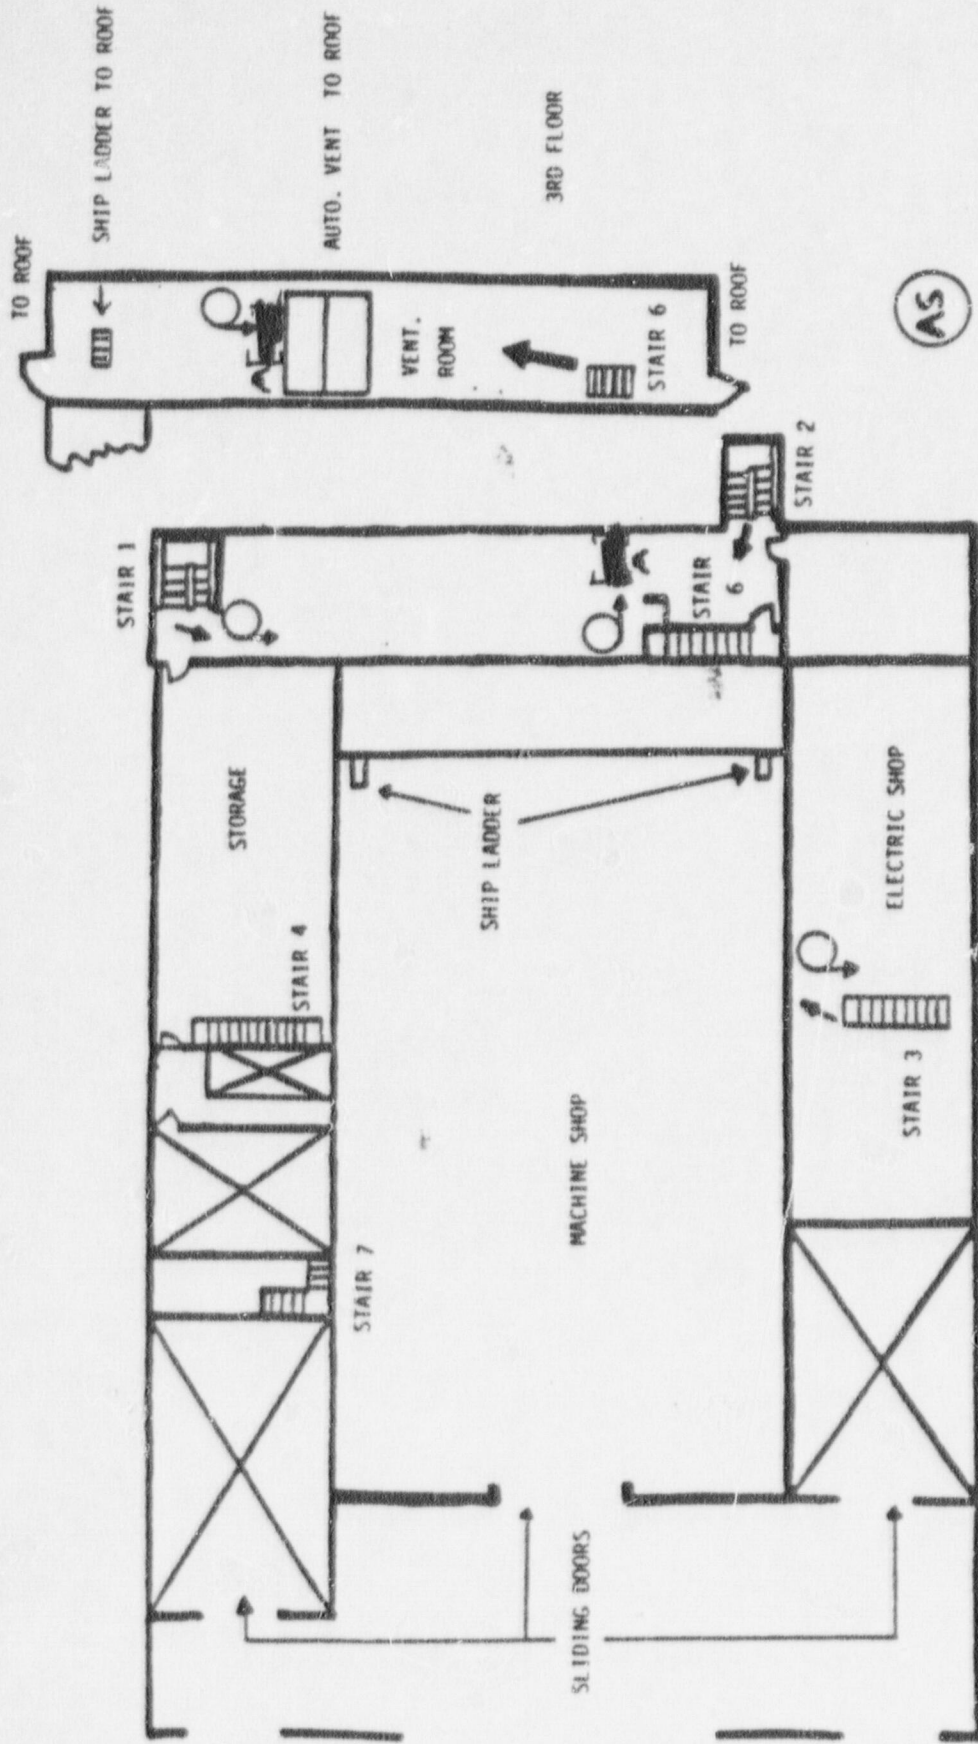 TO ROOF
SHIP LADDER TO ROOF
AUTO. VENT TO ROOF
VENT.
ROOM
3RD FLOOR
STAIR 6
TO ROOF
A
AS
STAIR 1
STAIR
6
A
STAIR 2
STORAGE
STAIR 4
SHIP LADDER
ELECTRIC SHOP
STAIR 3
MACHINE SHOP
STAIR 7
SLIDING DOORS